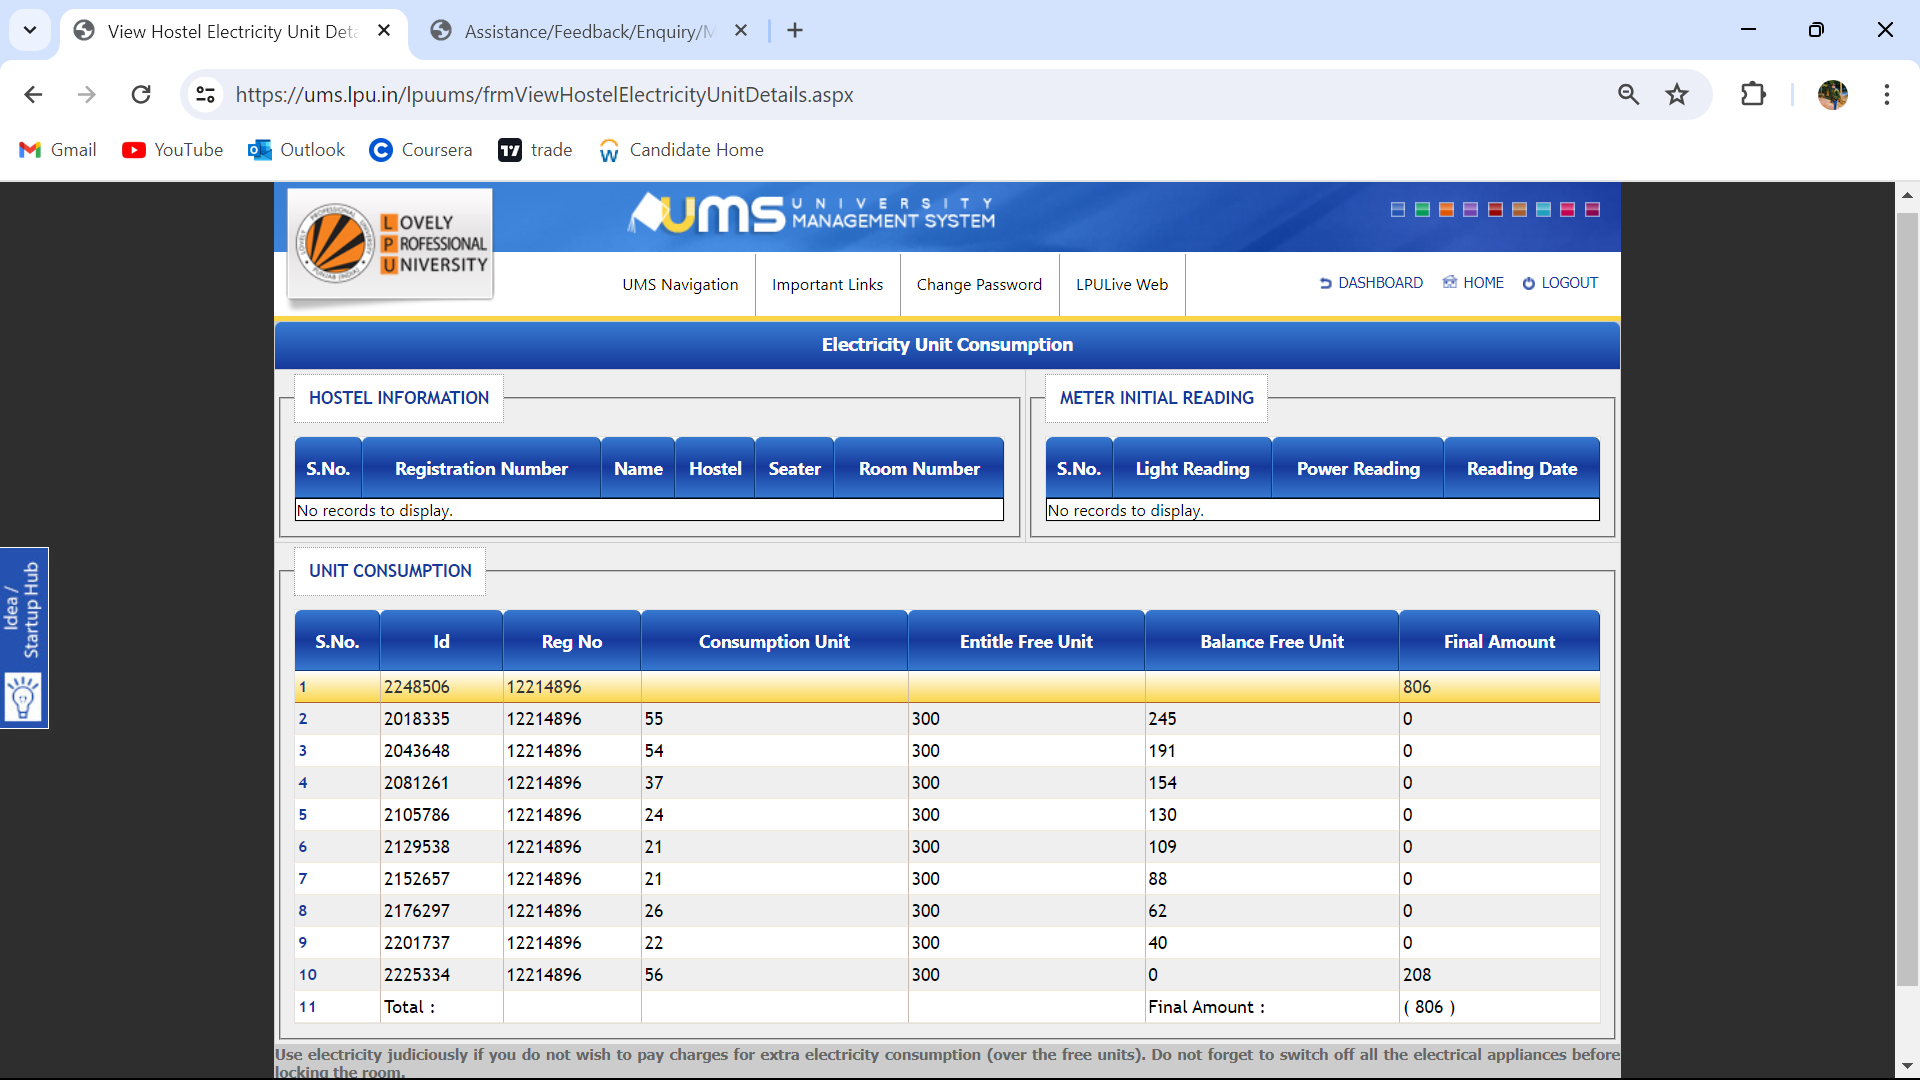 View Hostel Electricity Unit Deta
Assistance/Feedback/Enquiry/M
https://ums.lpu.in/lpuums/frmViewHostelElectricityUnitDetails.aspx
Gmail YouTube Outlook Coursera trade Candidate Home
LOVELY PROFESSIONAL UNIVERSITY
UMS UNIVERSITY MANAGEMENT SYSTEM
UMS Navigation Important Links Change Password LPULive Web DASHBOARD HOME LOGOUT
Electricity Unit Consumption
HOSTEL INFORMATION
S.No. Registration Number Name Hostel Seater Room Number
No records to display.
METER INITIAL READING
S.No. Light Reading Power Reading Reading Date
No records to display.
Idea /
Startup Hub
UNIT CONSUMPTION
S.No. Id Reg No Consumption Unit Entitle Free Unit Balance Free Unit Final Amount
1 2248506 12214896 806
2 2018335 12214896 55 300 245 0
3 2043648 12214896 54 300 191 0
4 2081261 12214896 37 300 154 0
5 2105786 12214896 24 300 130 0
6 2129538 12214896 21 300 109 0
7 2152657 12214896 21 300 88 0
8 2176297 12214896 26 300 62 0
9 2201737 12214896 22 300 40 0
10 2225334 12214896 56 300 0 208
11 Total : Final Amount : ( 806 )
Use electricity judiciously if you do not wish to pay charges for extra electricity consumption (over the free units). Do not forget to switch off all the electrical appliances before
locking the room.